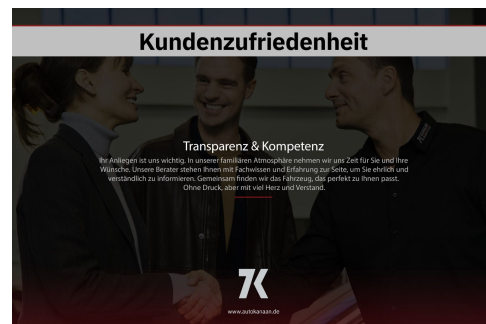 Kundenzufriedenheit
Transparenz & Kompetenz
Ihr Anliegen ist uns wichtig. In unserer familiären Atmosphäre nehmen wir uns Zeit für Sie und Ihre
Wünsche. Unsere Berater stehen Ihnen mit Fachwissen und Erfahrung zur Seite, um Sie ehrlich und
verständlich zu informieren. Gemeinsam finden wir das Fahrzeug, das perfekt zu Ihnen passt.
Ohne Druck, aber mit viel Herz und Verstand.
7K
www.autokanaan.de